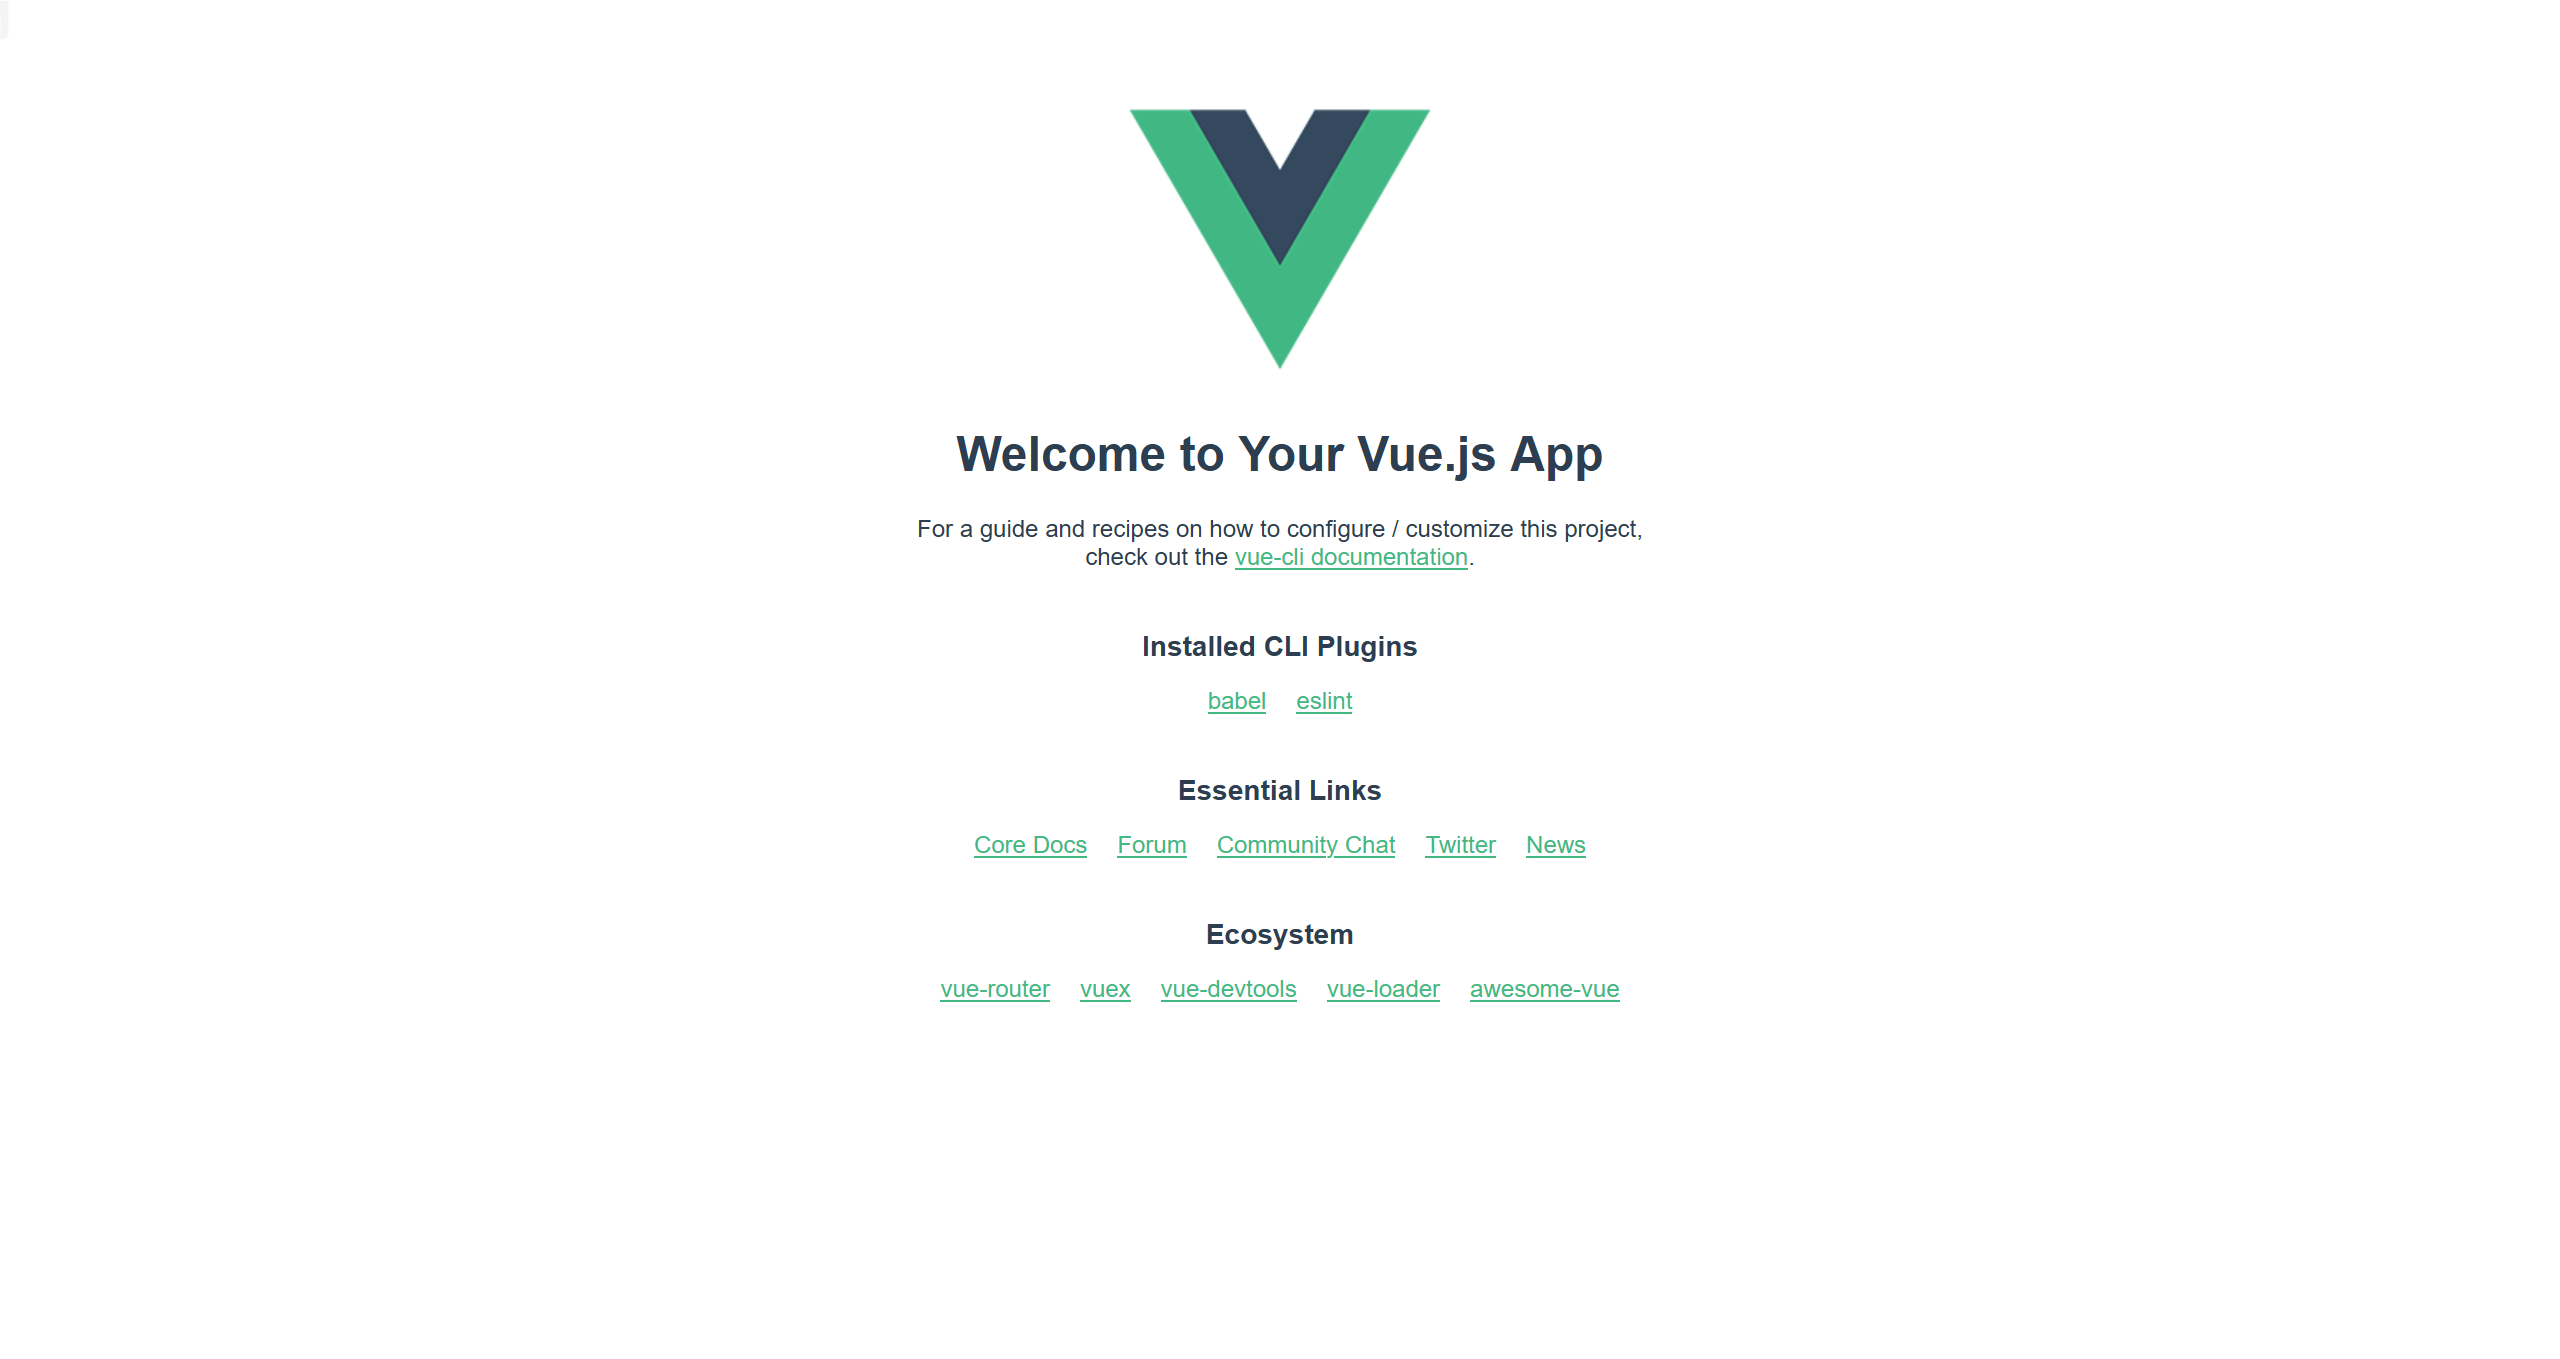 Welcome to Your Vue.js App
For a guide and recipes on how to configure / customize this project,
check out the vue-cli documentation.
Installed CLI Plugins
babel eslint
Essential Links
Core Docs Forum Community Chat Twitter News
Ecosystem
vue-router vuex vue-devtools vue-loader awesome-vue